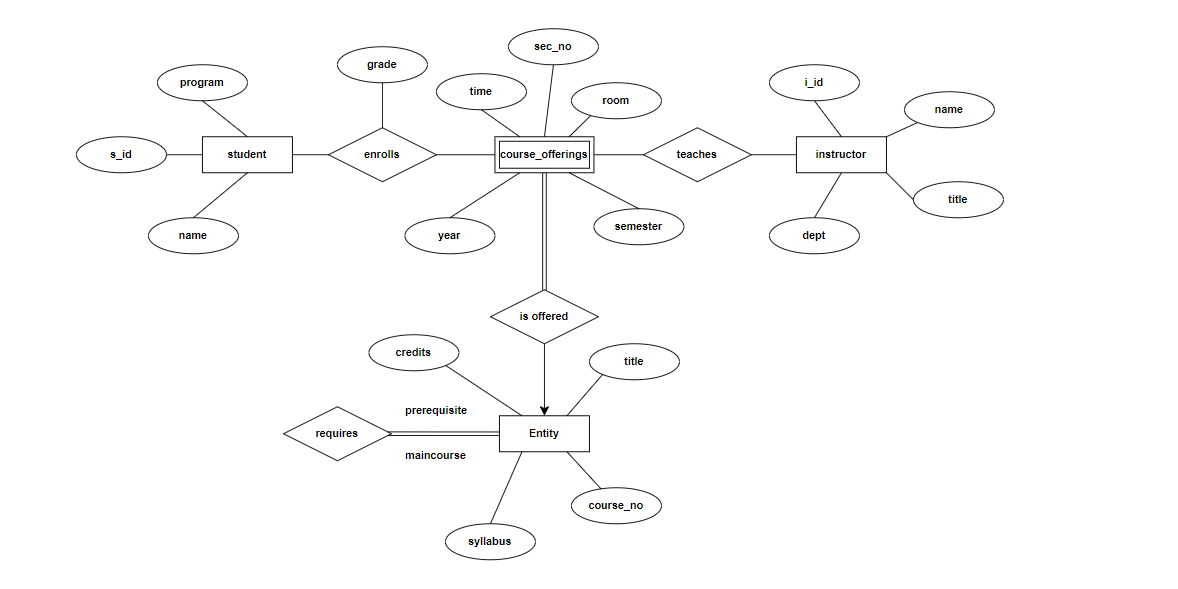 sec_no
grade
program
i_id
time
room
name
s_id
student
enrolls
course_offerings
teaches
instructor
title
name
year
semester
dept
is offered
credits
title
prerequisite
requires
Entity
maincourse
course_no
syllabus